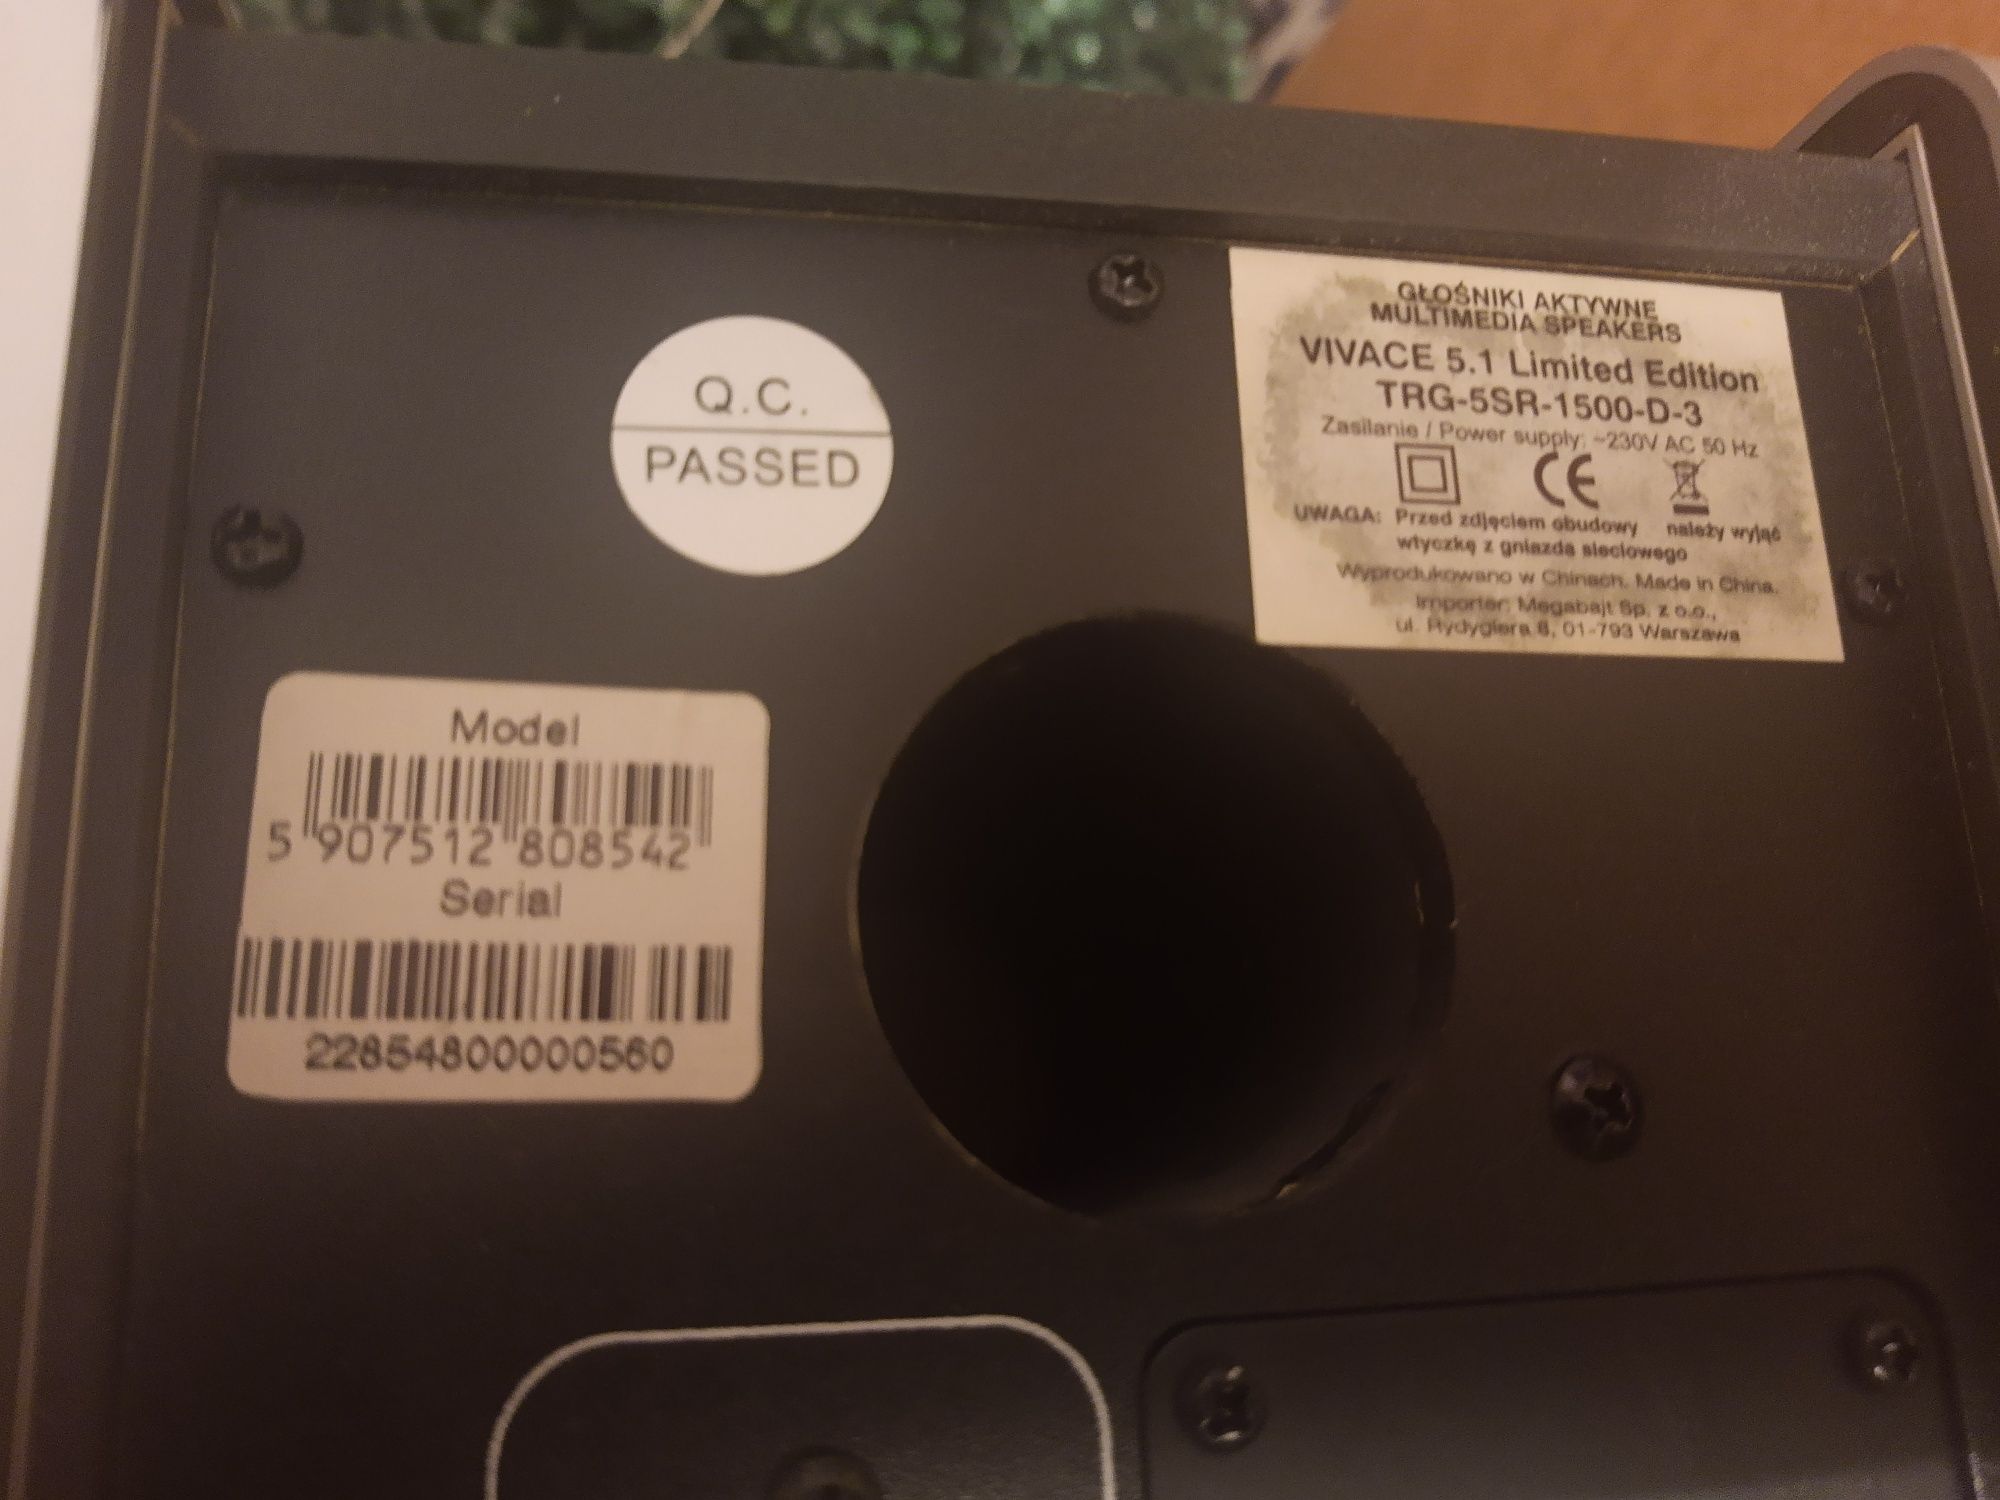 Q.C.
PASSED
GŁOŚNIKI AKTYWNE
MULTIMEDIA SPEAKERS
VIVACE 5.1 Limited Edition
TRG-5SR-1500-D-3
Zasilanie / Power supply: ~230V AC 50 Hz
CE
UWAGA: Przed zdjęciem obudowy należy wyjąć
wtyczkę z gniazda sieciowego
Wyprodukowano w Chinach. Made in China.
Importer: Megabajt Sp. z o.o.,
ul. Rydygiera 8, 01-793 Warszawa
Model
5 907512 808542
Serial
22854800000560